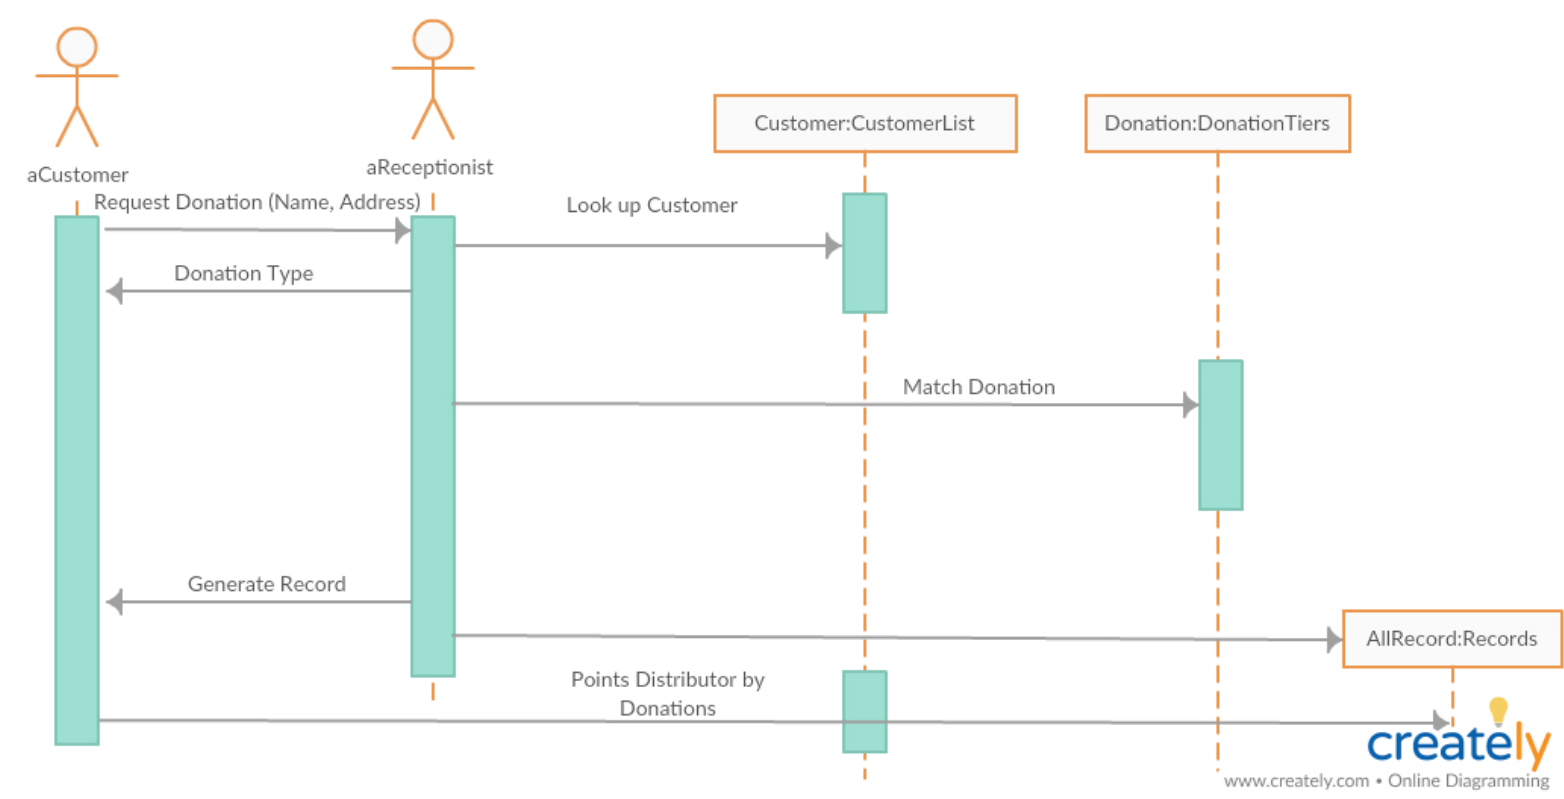 Customer:CustomerList
Donation:DonationTiers
aReceptionist
aCustomer
Request Donation (Name, Address)
Look up Customer
Donation Type
Match Donation
Generate Record
AllRecord:Records
Points Distributor by
Donations
creately
www.creately.com • Online Diagramming